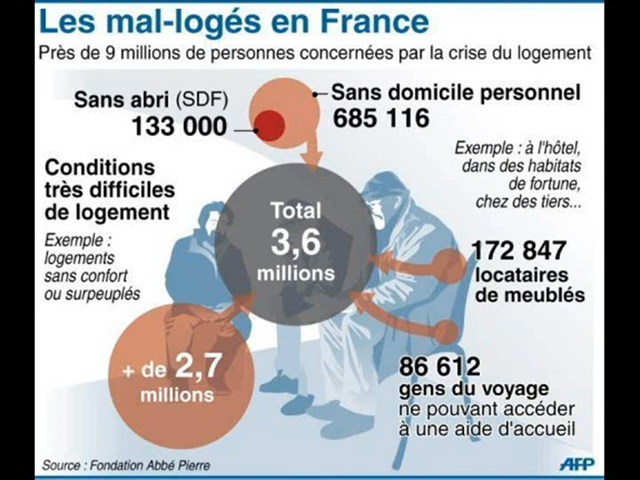 Les mal-logés en France
Près de 9 millions de personnes concernées par la crise du logement
Sans abri (SDF)
133 000
Sans domicile personnel
685 116
Exemple : à l'hôtel,
dans des habitats
de fortune,
chez des tiers...
Conditions
très difficiles
de logement
Exemple :
logements
sans confort
ou surpeuplés
Total
3,6
millions
172 847
locataires
de meublés
+ de 2,7
millions
86 612
gens du voyage
ne pouvant accéder
à une aide d'accueil
Source : Fondation Abbé Pierre
AFP